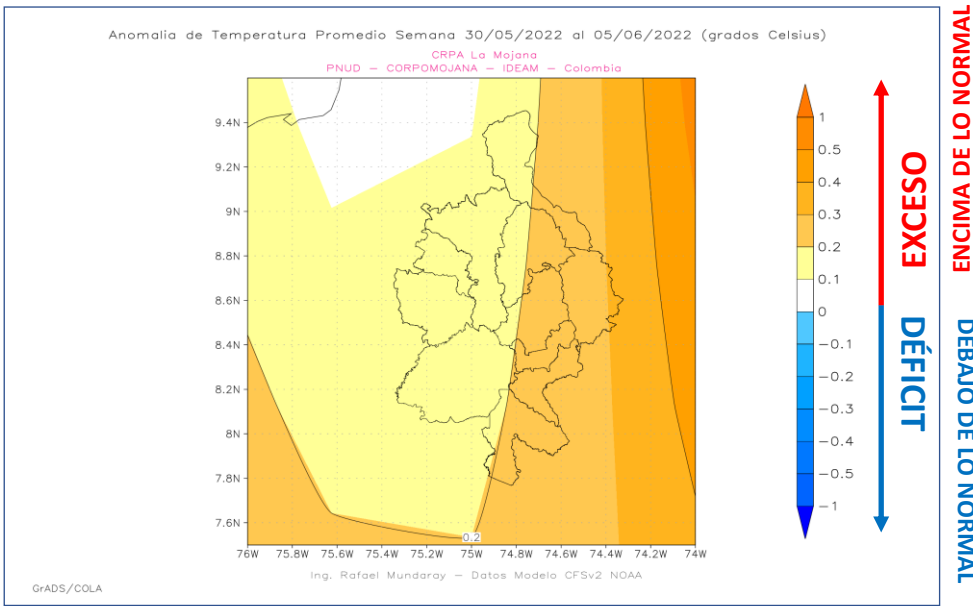 Anomalia de Temperatura Promedio Semana 30/05/2022 al 05/06/2022 (grados Celsius)
CRPA La Mojana
PNUD – CORPOMOJANA – IDEAM – Colombia
9.4N
9.2N
9N
8.8N
8.6N
8.4N
8.2N
8N
7.8N
7.6N
0.2
76W 75.8W 75.6W 75.4W 75.2W 75W 74.8W 74.6W 74.4W 74.2W 74W
Ing. Rafael Mundaray – Datos Modelo CFSv2 NOAA
GrADS/COLA
1
0.5
0.4
0.3
0.2
0.1
0
−0.1
−0.2
−0.3
−0.4
−0.5
−1
EXCESO
DÉFICIT
ENCIMA DE LO NORMAL
DEBAJO DE LO NORMAL